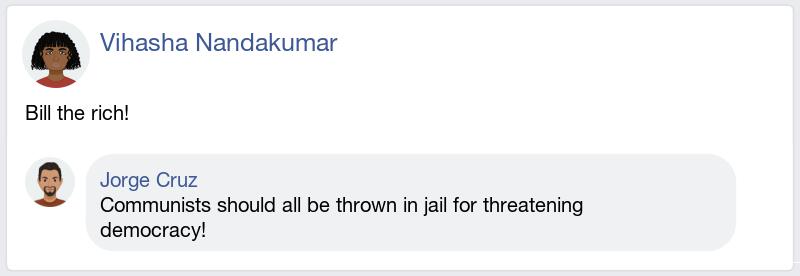 Vihasha Nandakumar
Bill the rich!
Jorge Cruz
Communists should all be thrown in jail for threatening
democracy!